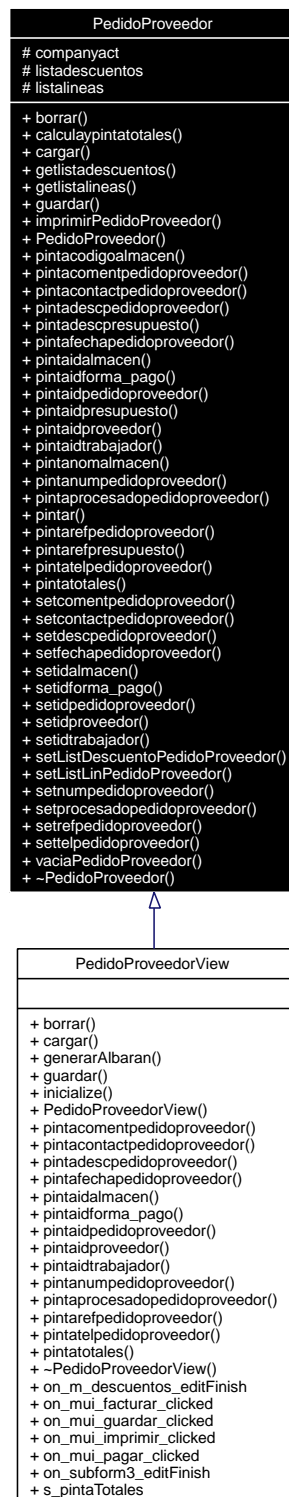 PedidoProveedor
# companyact
# listadescuentos
# listalineas
+ borrar()
+ calculaypintatotales()
+ cargar()
+ getlistadescuentos()
+ getlistalineas()
+ guardar()
+ imprimirPedidoProveedor()
+ PedidoProveedor()
+ pintacodigoalmacen()
+ pintacomentpedidoproveedor()
+ pintacontactpedidoproveedor()
+ pintadescpedidoproveedor()
+ pintadescpresupuesto()
+ pintafechapedidoproveedor()
+ pintaidalmacen()
+ pintaidforma_pago()
+ pintaidpedidoproveedor()
+ pintaidpresupuesto()
+ pintaidproveedor()
+ pintaidtrabajador()
+ pintanomalmacen()
+ pintanumpedidoproveedor()
+ pintaprocesadopedidoproveedor()
+ pintar()
+ pintarefpedidoproveedor()
+ pintarefpresupuesto()
+ pintatelpedidoproveedor()
+ pintatotales()
+ setcomentpedidoproveedor()
+ setcontactpedidoproveedor()
+ setdescpedidoproveedor()
+ setfechapedidoproveedor()
+ setidalmacen()
+ setidforma_pago()
+ setidpedidoproveedor()
+ setidproveedor()
+ setidtrabajador()
+ setListDescuentoPedidoProveedor()
+ setListLinPedidoProveedor()
+ setnumpedidoproveedor()
+ setprocesadopedidoproveedor()
+ setrefpedidoproveedor()
+ settelpedidoproveedor()
+ vaciaPedidoProveedor()
+ ~PedidoProveedor()
PedidoProveedorView
+ borrar()
+ cargar()
+ generarAlbaran()
+ guardar()
+ inicialize()
+ PedidoProveedorView()
+ pintacomentpedidoproveedor()
+ pintacontactpedidoproveedor()
+ pintadescpedidoproveedor()
+ pintafechapedidoproveedor()
+ pintaidalmacen()
+ pintaidforma_pago()
+ pintaidpedidoproveedor()
+ pintaidproveedor()
+ pintaidtrabajador()
+ pintanumpedidoproveedor()
+ pintaprocesadopedidoproveedor()
+ pintarefpedidoproveedor()
+ pintatelpedidoproveedor()
+ pintatotales()
+ ~PedidoProveedorView()
+ on_m_descuentos_editFinish
+ on_mui_facturar_clicked
+ on_mui_guardar_clicked
+ on_mui_imprimir_clicked
+ on_mui_pagar_clicked
+ on_subform3_editFinish
+ s_pintaTotales